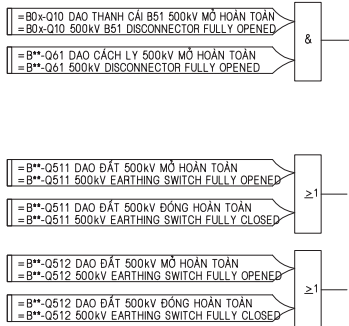 =B0x-Q10 DAO THANH CÁI B51 500kV MỞ HOÀN TOÀN
=B0x-Q10 500kV B51 DISCONNECTOR FULLY OPENED
&
=B**-Q61 DAO CÁCH LY 500kV MỞ HOÀN TOÀN
=B**-Q61 500kV DISCONNECTOR FULLY OPENED
=B**-Q511 DAO ĐẤT 500kV MỞ HOÀN TOÀN
=B**-Q511 500kV EARTHING SWITCH FULLY OPENED
≥1
=B**-Q511 DAO ĐẤT 500kV ĐÓNG HOÀN TOÀN
=B**-Q511 500kV EARTHING SWITCH FULLY CLOSED
=B**-Q512 DAO ĐẤT 500kV MỞ HOÀN TOÀN
=B**-Q512 500kV EARTHING SWITCH FULLY OPENED
≥1
=B**-Q512 DAO ĐẤT 500kV ĐÓNG HOÀN TOÀN
=B**-Q512 500kV EARTHING SWITCH FULLY CLOSED